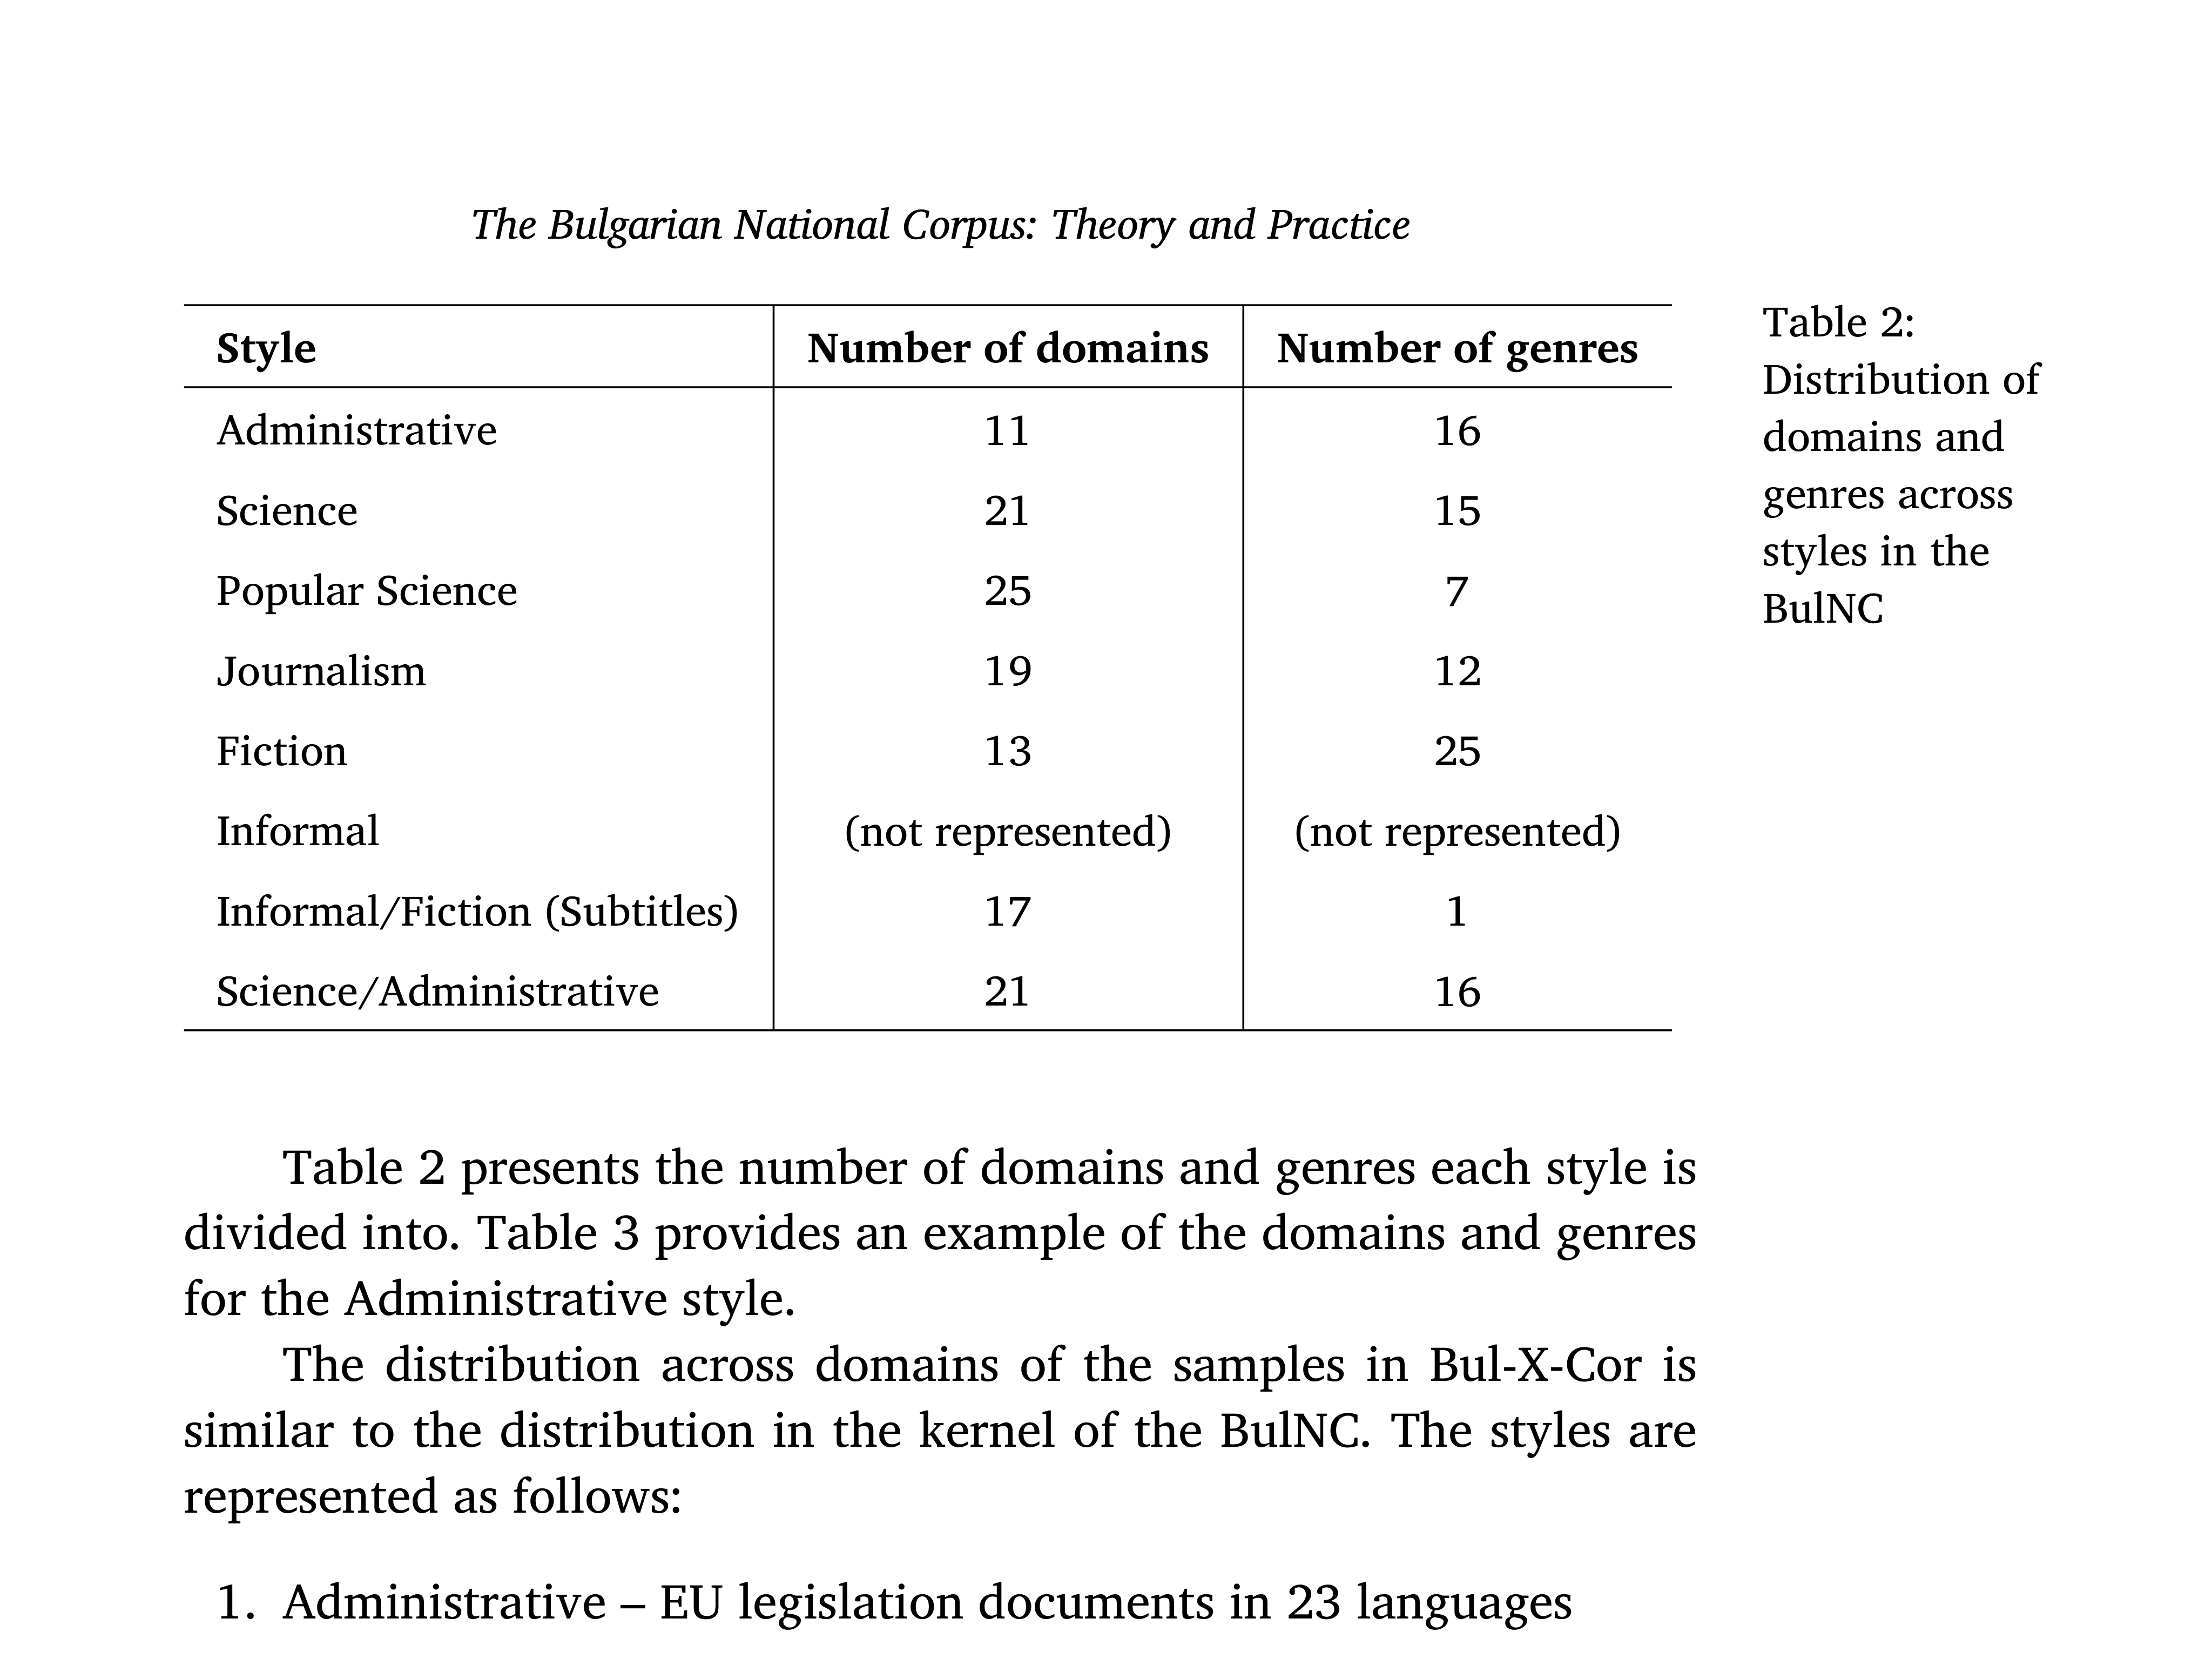 The Bulgarian National Corpus: Theory and Practice
Style Number of domains Number of genres
Administrative 11 16
Science 21 15
Popular Science 25 7
Journalism 19 12
Fiction 13 25
Informal (not represented) (not represented)
Informal/Fiction (Subtitles) 17 1
Science/Administrative 21 16
Table 2:
Distribution of
domains and
genres across
styles in the
BulNC
Table 2 presents the number of domains and genres each style is
divided into. Table 3 provides an example of the domains and genres
for the Administrative style.
The distribution across domains of the samples in Bul-X-Cor is
similar to the distribution in the kernel of the BulNC. The styles are
represented as follows:
1. Administrative – EU legislation documents in 23 languages